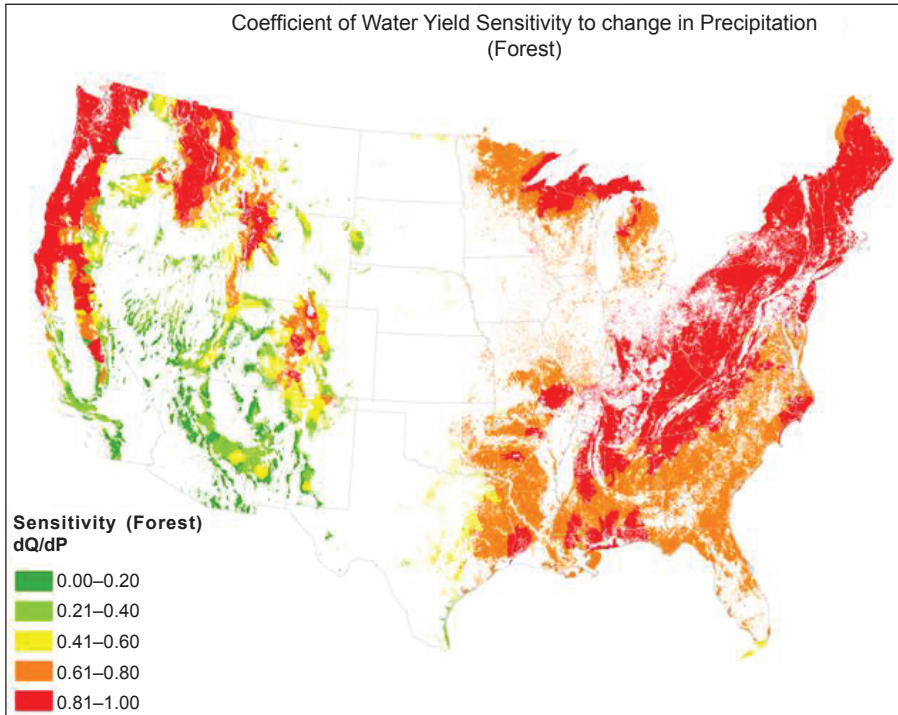 Coefficient of Water Yield Sensitivity to change in Precipitation
(Forest)
Sensitivity (Forest)
dQ/dP
0.00–0.20
0.21–0.40
0.41–0.60
0.61–0.80
0.81–1.00